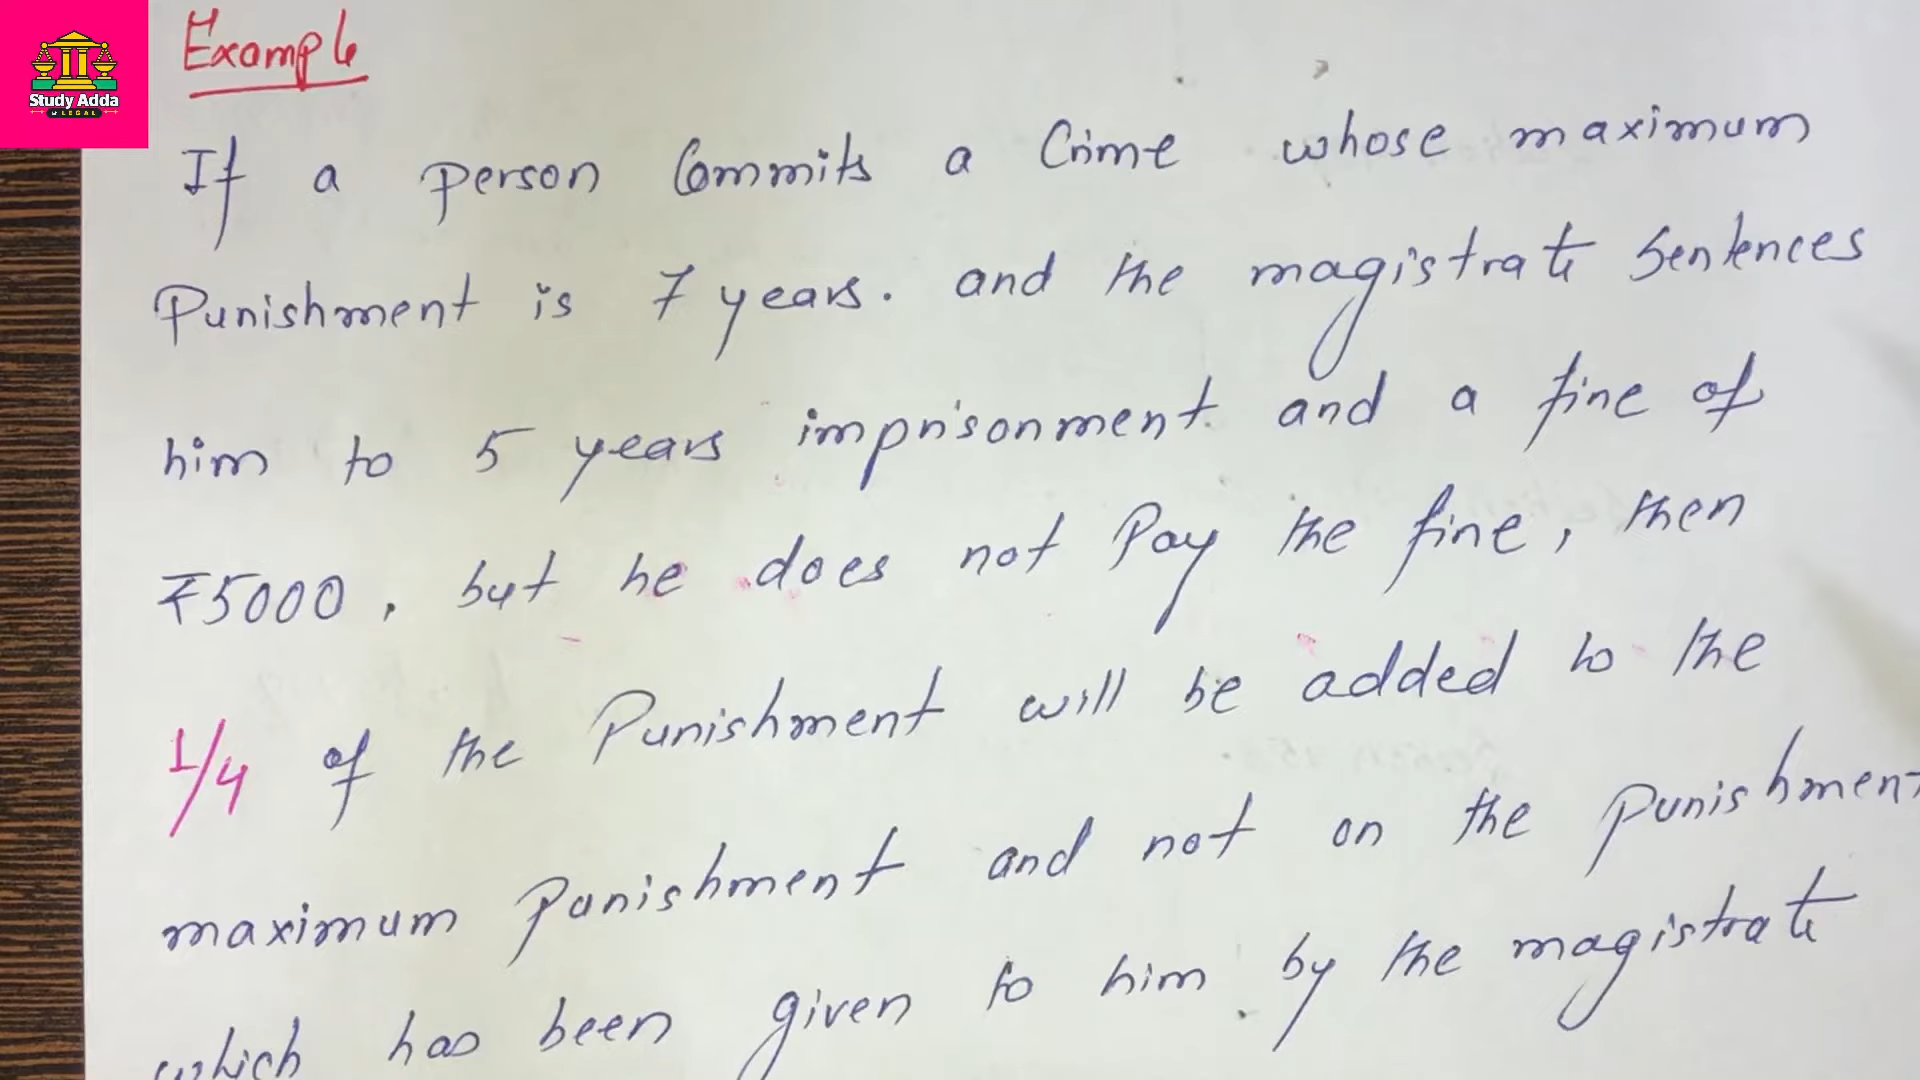 Study Adda
LEGAL
Example
If a person Commits a Crime whose maximum
Punishment is 7 years. and the magistrate Sentences
him to 5 years imprisonment. and a fine of
₹5000, but he does not Pay the fine, then
1/4 of the Punishment will be added to the
maximum Punishment and not on the punishment
which has been given to him by the magistrate